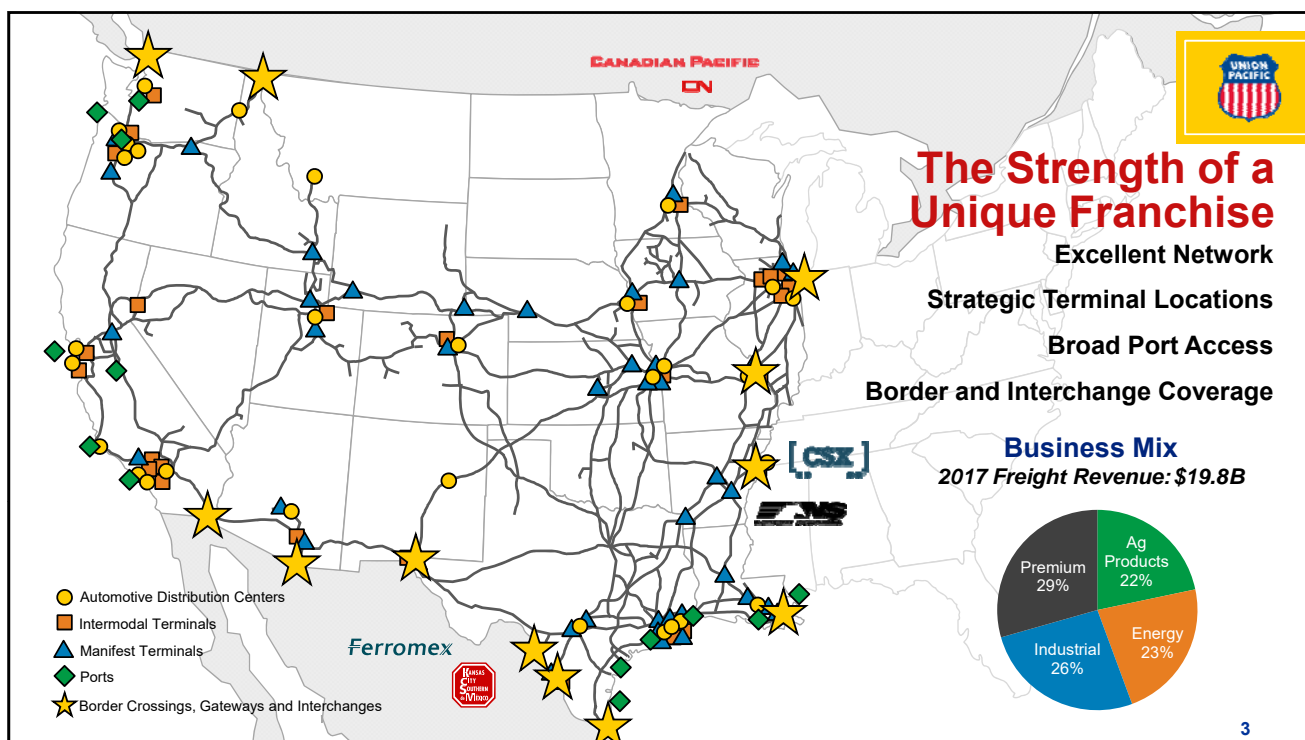 CANADIAN PACIFIC
CN
UNION
PACIFIC
The Strength of a
Unique Franchise
Excellent Network
Strategic Terminal Locations
Broad Port Access
Border and Interchange Coverage
Business Mix
2017 Freight Revenue: $19.8B
[CSX]
NS
Premium
29%
Ag
Products
22%
Industrial
26%
Energy
23%
Automotive Distribution Centers
Intermodal Terminals
Manifest Terminals
Ports
Border Crossings, Gateways and Interchanges
Ferromex
KANSAS
CITY
SOUTHERN
DE
MÉXICO
3